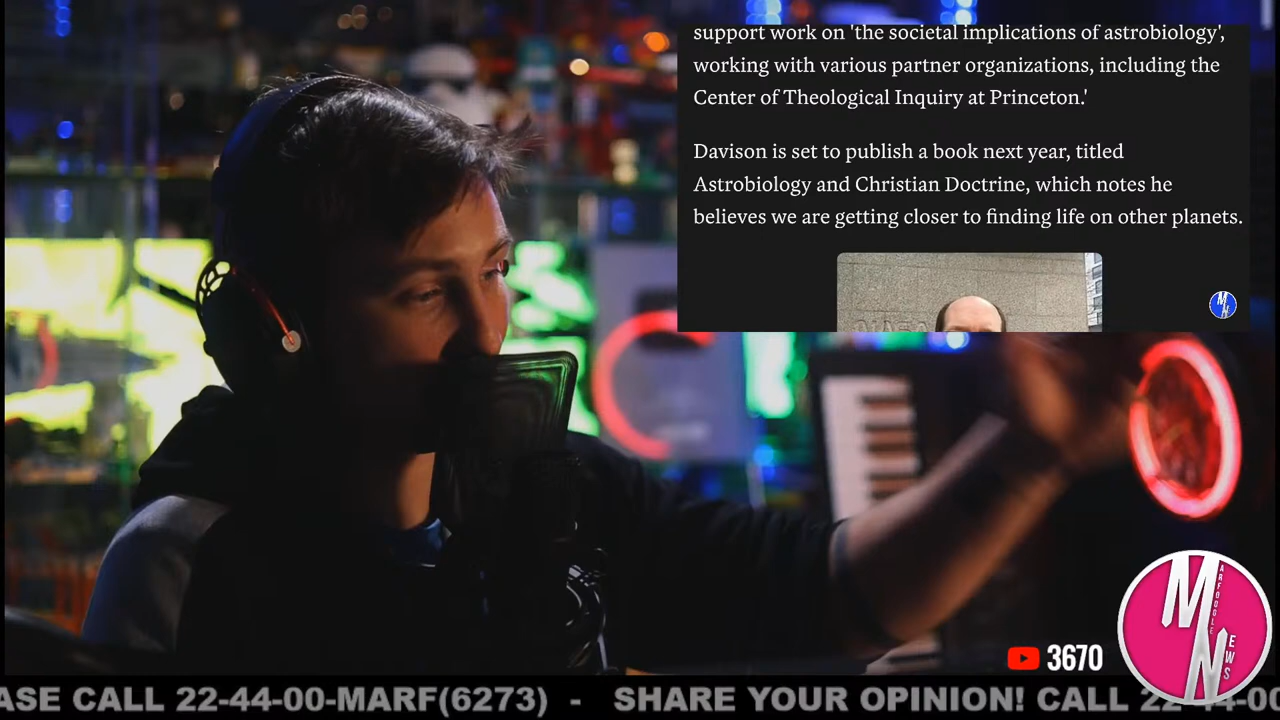 support work on 'the societal implications of astrobiology',
working with various partner organizations, including the
Center of Theological Inquiry at Princeton.'
Davison is set to publish a book next year, titled
Astrobiology and Christian Doctrine, which notes he
believes we are getting closer to finding life on other planets.
MN
MARFOOGLE
NEWS
3670
ASE CALL 22-44-00-MARF(6273) - SHARE YOUR OPINION! CALL 22-44-00